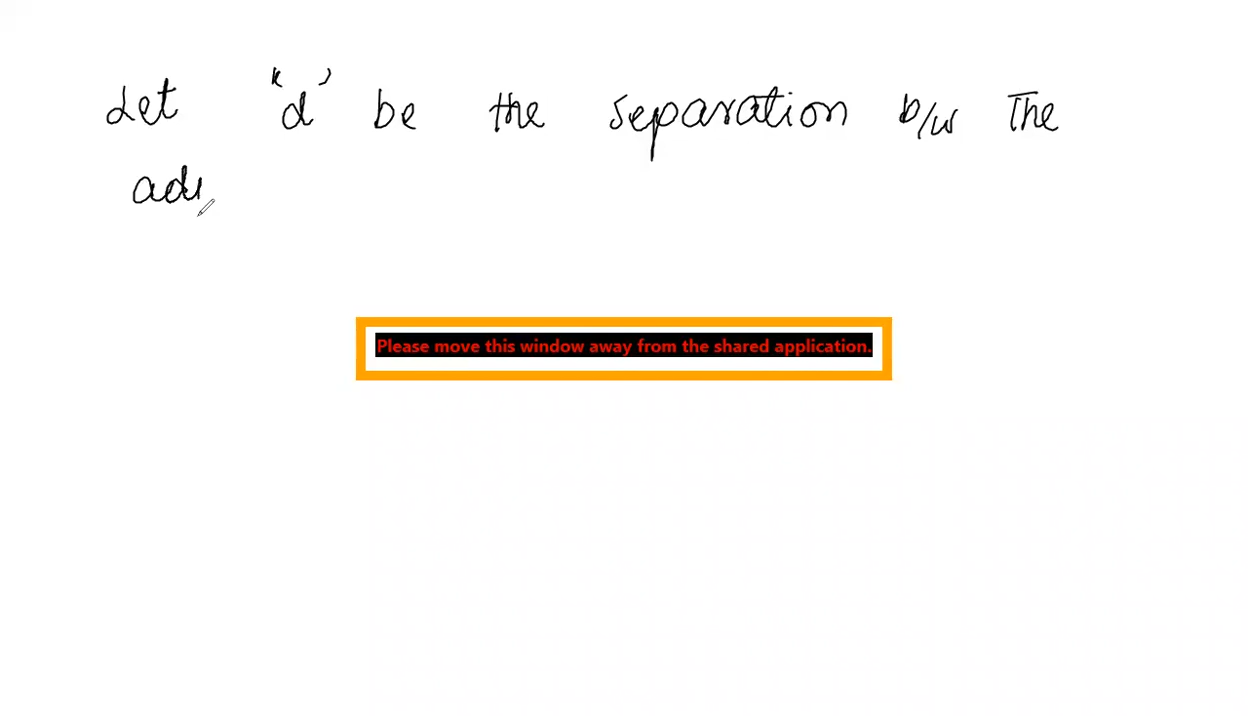 Let "d' be the separation b/w The
Please move this window away from the shared application.